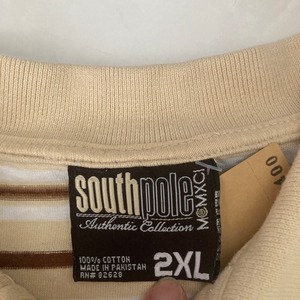 southpole
Authentic Collection
MCMXCI
100% COTTON
MADE IN PAKISTAN
RN# 82628
2XL
400